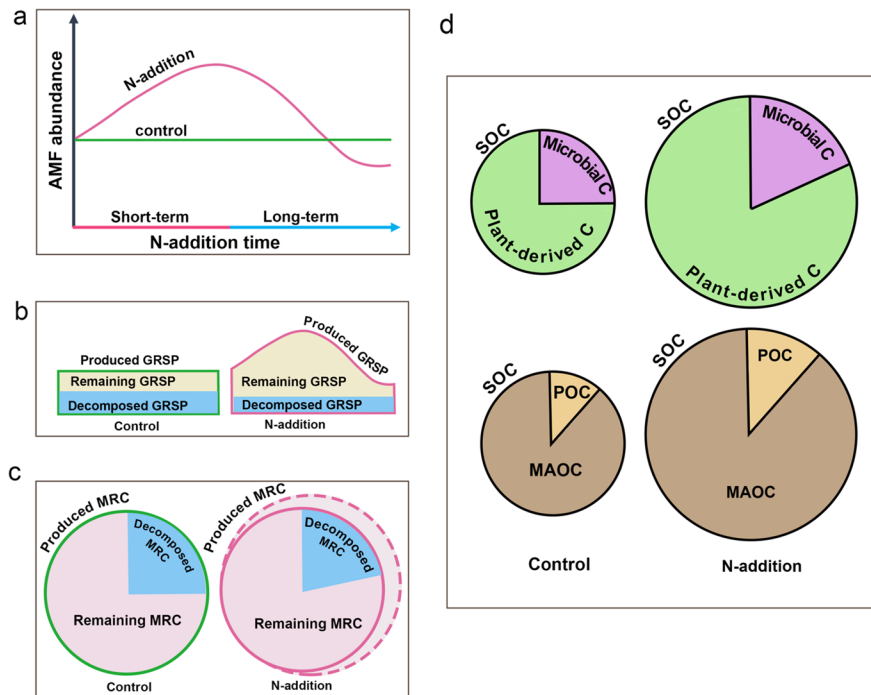 a
AMF abundance
N-addition
control
Short-term
Long-term
N-addition time
b
Produced GRSP
Remaining GRSP
Decomposed GRSP
Control
Produced GRSP
Remaining GRSP
Decomposed GRSP
N-addition
c
Produced MRC
Decomposed
MRC
Remaining MRC
Control
Produced MRC
Decomposed
MRC
Remaining MRC
N-addition
d
SOC
Microbial C
Plant-derived C
SOC
Microbial C
Plant-derived C
SOC
POC
MAOC
Control
SOC
POC
MAOC
N-addition